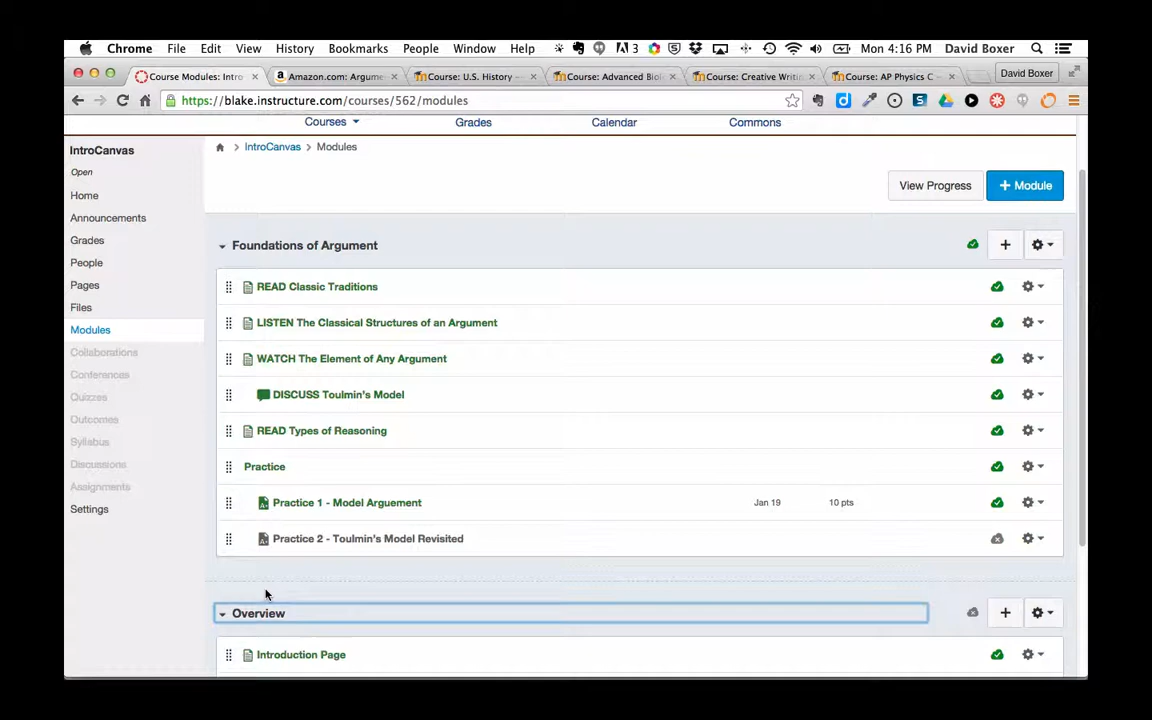 Chrome File Edit View History Bookmarks People Window Help 3 Mon 4:16 PM David Boxer
Course Modules: Intro Amazon.com: Argume Course: U.S. History — Course: Advanced Biol Course: Creative Writin Course: AP Physics C — David Boxer
https://blake.instructure.com/courses/562/modules
Courses Grades Calendar Commons
IntroCanvas > IntroCanvas > Modules
Open
View Progress + Module
Home
Announcements
Grades
People
Pages
Files
Modules
Collaborations
Conferences
Quizzes
Outcomes
Syllabus
Discussions
Assignments
Settings
Foundations of Argument
READ Classic Traditions
LISTEN The Classical Structures of an Argument
WATCH The Element of Any Argument
DISCUSS Toulmin's Model
READ Types of Reasoning
Practice
Practice 1 - Model Arguement Jan 19 10 pts
Practice 2 - Toulmin's Model Revisited
Overview
Introduction Page